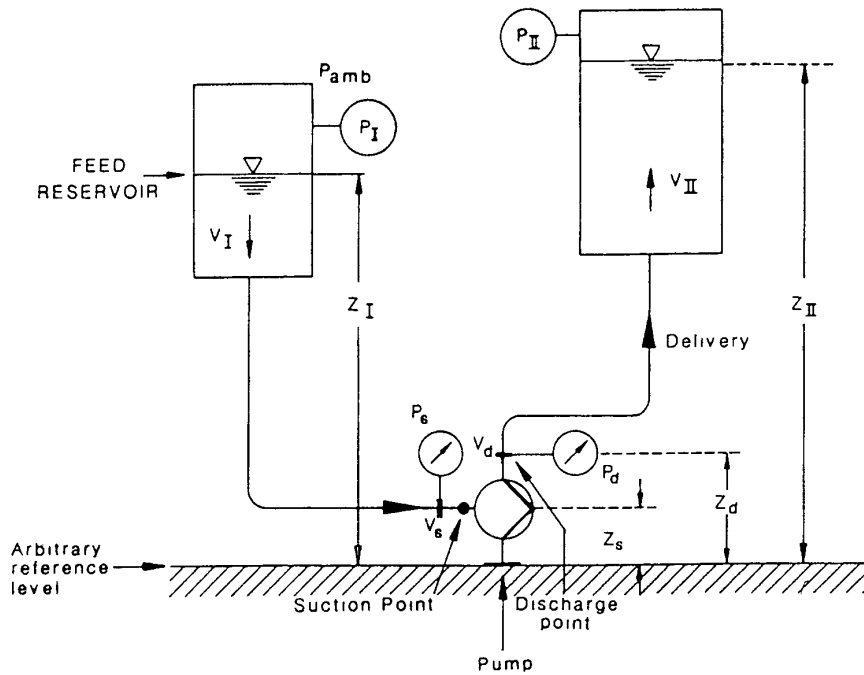 P_II
P_amb
P_I
FEED
RESERVOIR
V_I
V_II
Z_I
Z_II
Delivery
P_s
V_d
P_d
V_s
Z_d
Z_s
Arbitrary
reference
level
Suction Point
Discharge
point
Pump